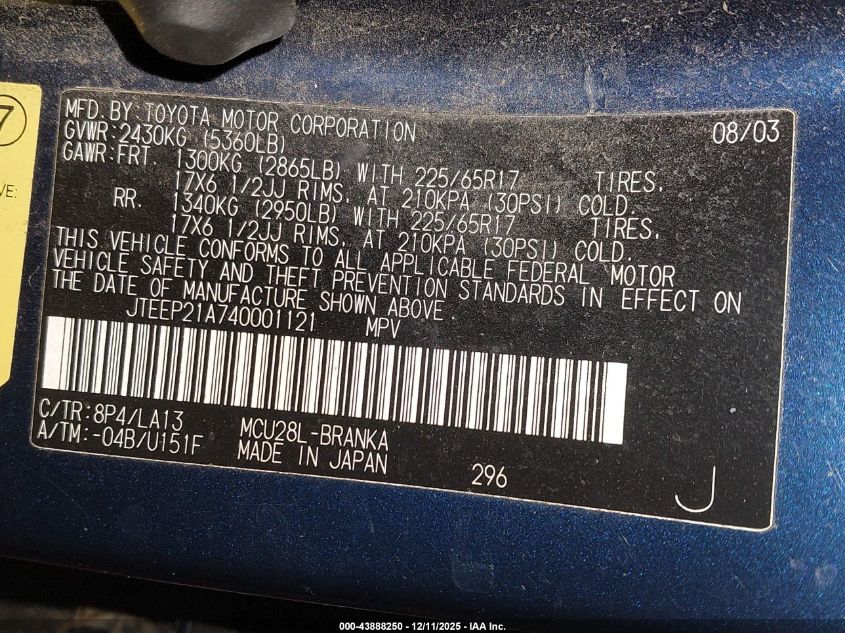 7
VE:
MFD. BY: TOYOTA MOTOR CORPORATION 08/03
GVWR: 2430KG (5360LB)
GAWR: FRT. 1300KG (2865LB) WITH 225/65R17 TIRES,
17X6 1/2JJ RIMS, AT 210KPA (30PSI) COLD.
RR. 1340KG (2950LB) WITH 225/65R17 TIRES,
17X6 1/2JJ RIMS, AT 210KPA (30PSI) COLD.
THIS VEHICLE CONFORMS TO ALL APPLICABLE FEDERAL MOTOR
VEHICLE SAFETY AND THEFT PREVENTION STANDARDS IN EFFECT ON
THE DATE OF MANUFACTURE SHOWN ABOVE.
JTEEP21A740001121 MPV
C/TR: 8P4/LA13 MCU28L-BRANKA
A/TM: -04B/U151F MADE IN JAPAN 296 J
000-43888250 - 12/11/2025 - IAA Inc.